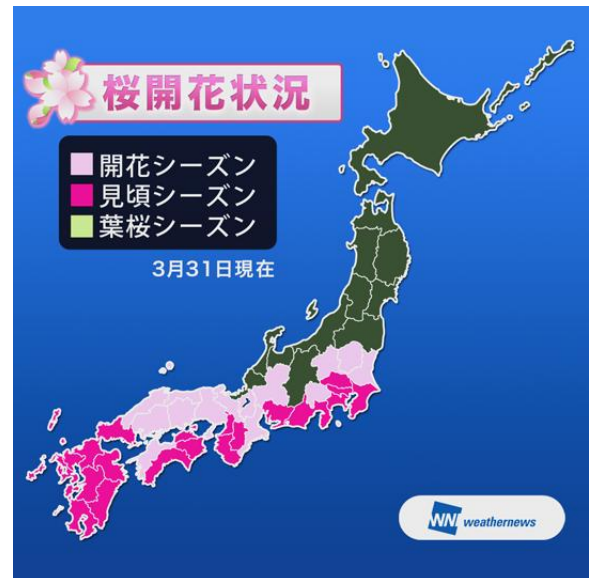 桜開花状況
開花シーズン
見頃シーズン
葉桜シーズン
3月31日現在
WNI weathernews